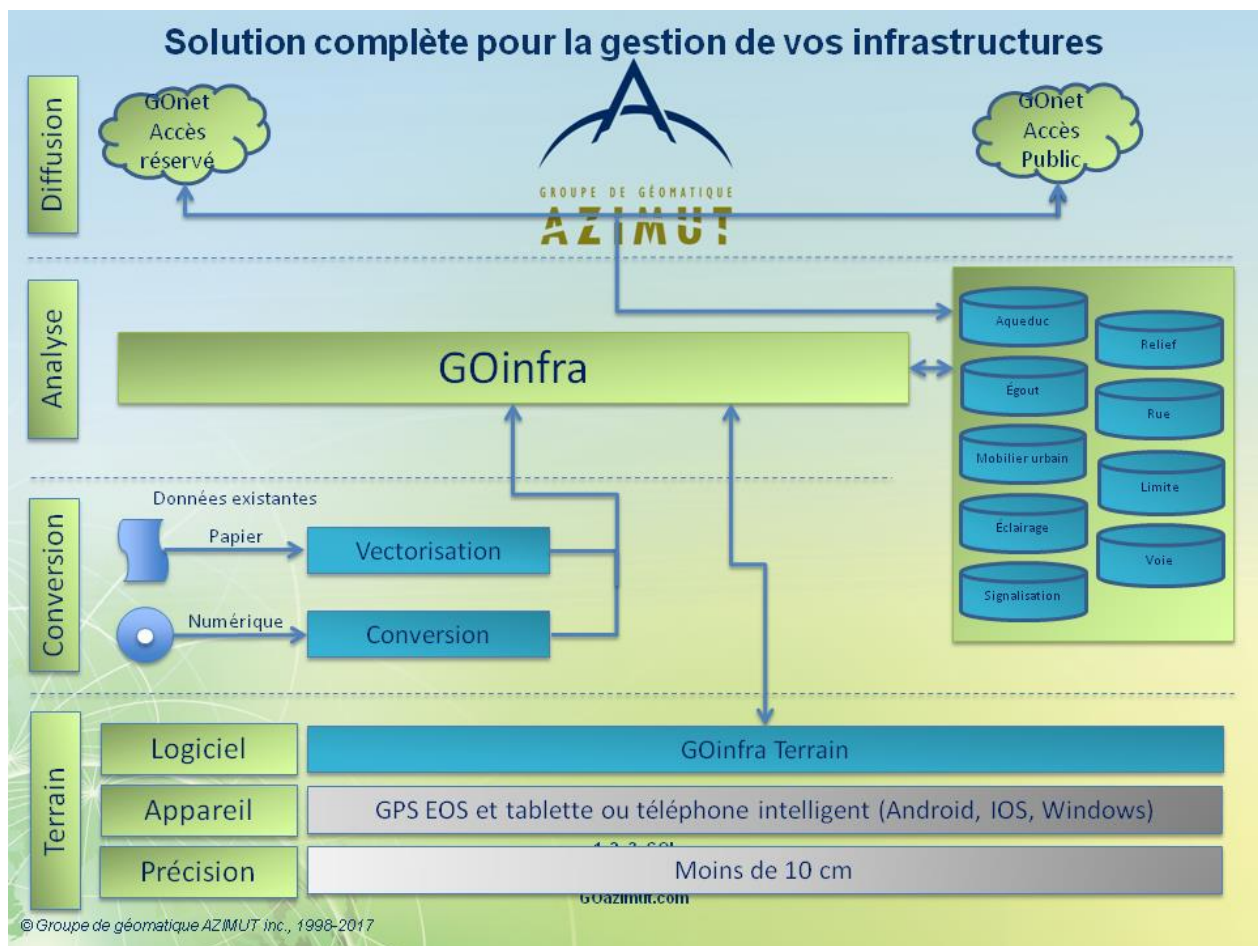 Solution complète pour la gestion de vos infrastructures
Diffusion
GOnet
Accès
réservé
GROUPE DE GÉOMATIQUE
AZIMUT
GOnet
Accès
Public
Analyse
GOinfra
Aqueduc
Relief
Égout
Rue
Mobilier urbain
Limite
Éclairage
Voie
Signalisation
Conversion
Données existantes
Papier
Vectorisation
Numérique
Conversion
Terrain
Logiciel
GOinfra Terrain
Appareil
GPS EOS et tablette ou téléphone intelligent (Android, IOS, Windows)
Précision
Moins de 10 cm
GOazimut.com
© Groupe de géomatique AZIMUT inc., 1998-2017